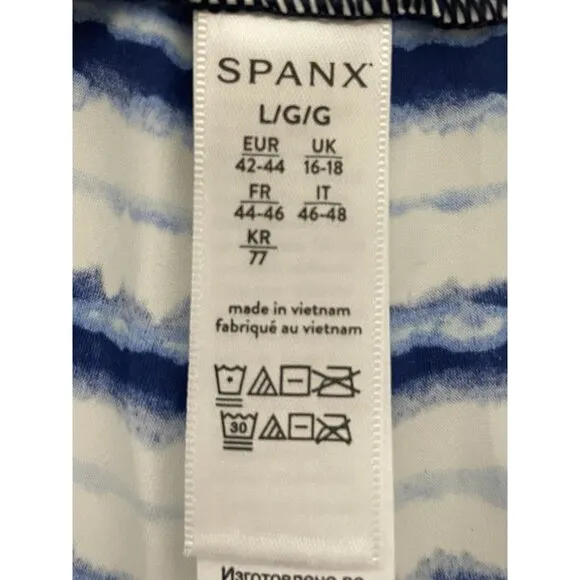 SPANX
L/G/G
EUR UK
42-44 16-18
FR IT
44-46 46-48
KR
77
made in vietnam
fabriqué au vietnam
30
Изготовлено по